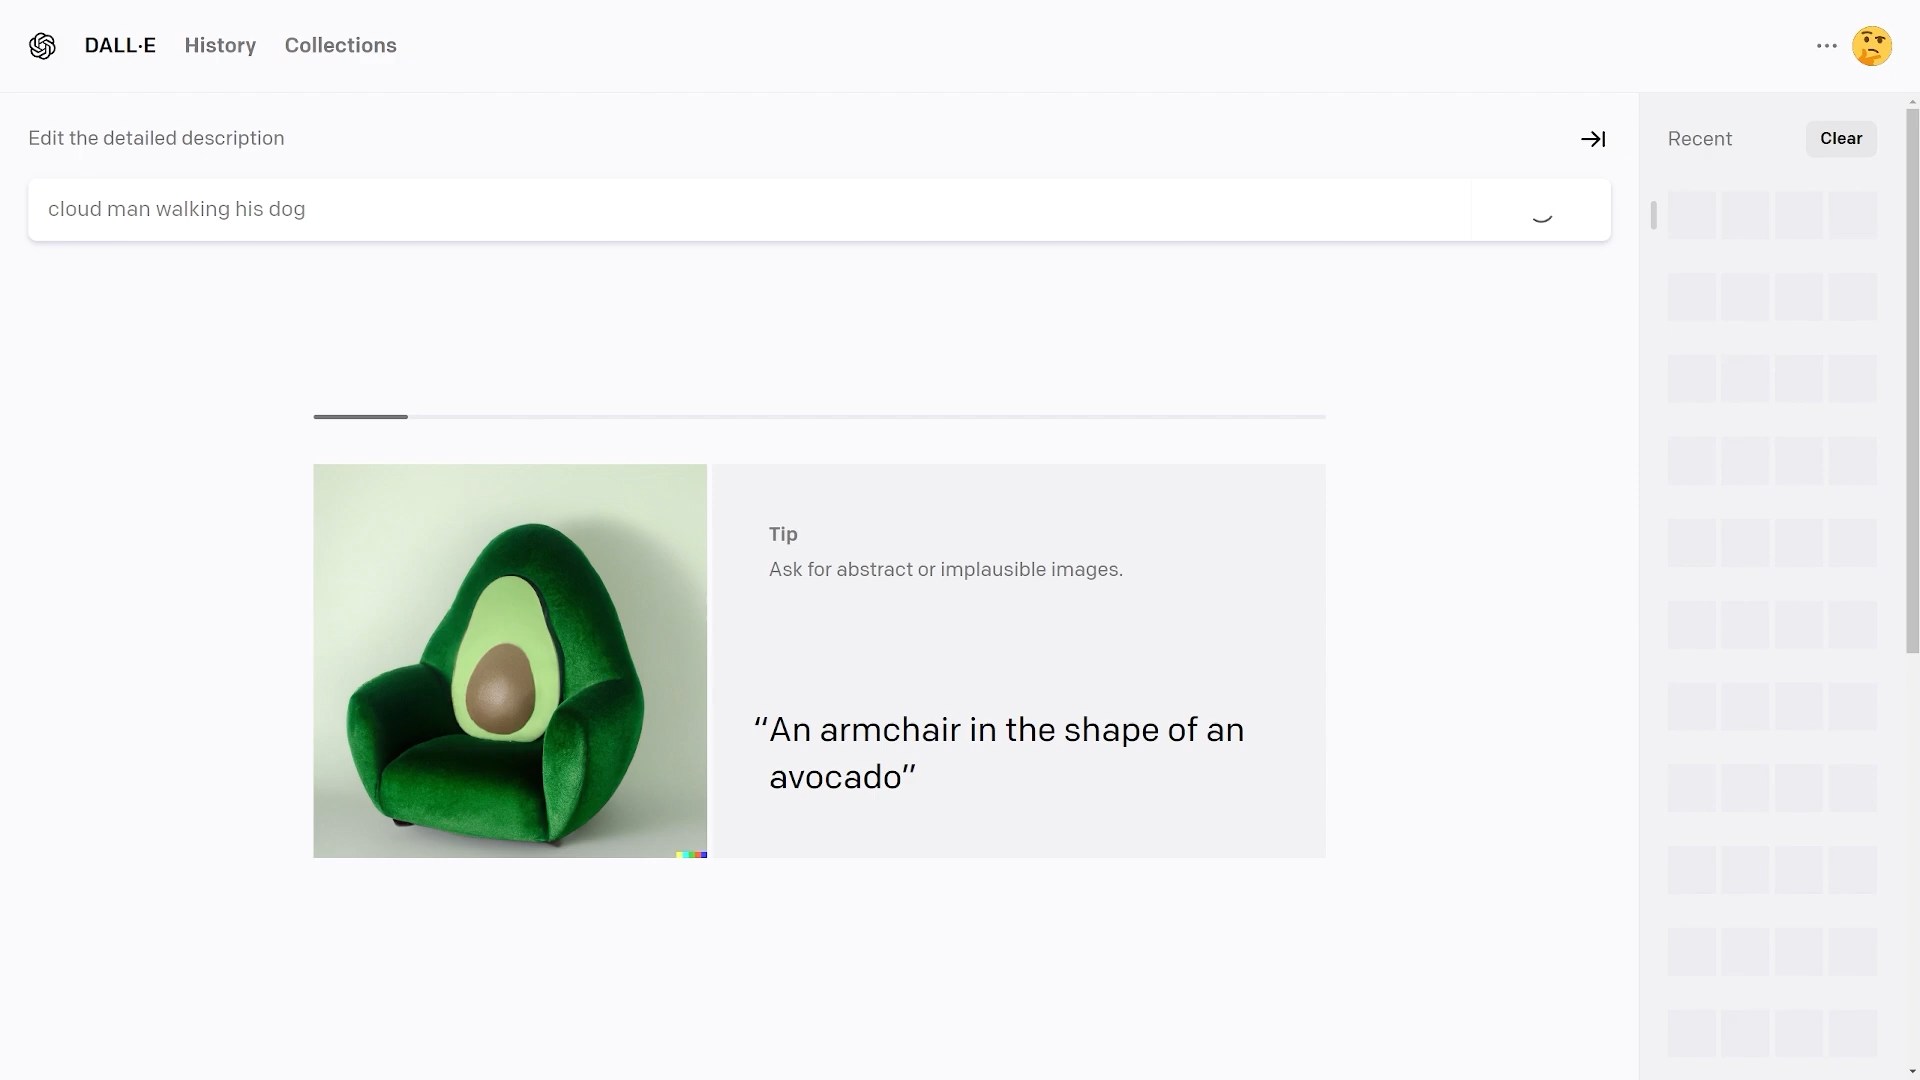 DALL·E History Collections
Edit the detailed description
Recent Clear
cloud man walking his dog
Tip
Ask for abstract or implausible images.
“An armchair in the shape of an
avocado”